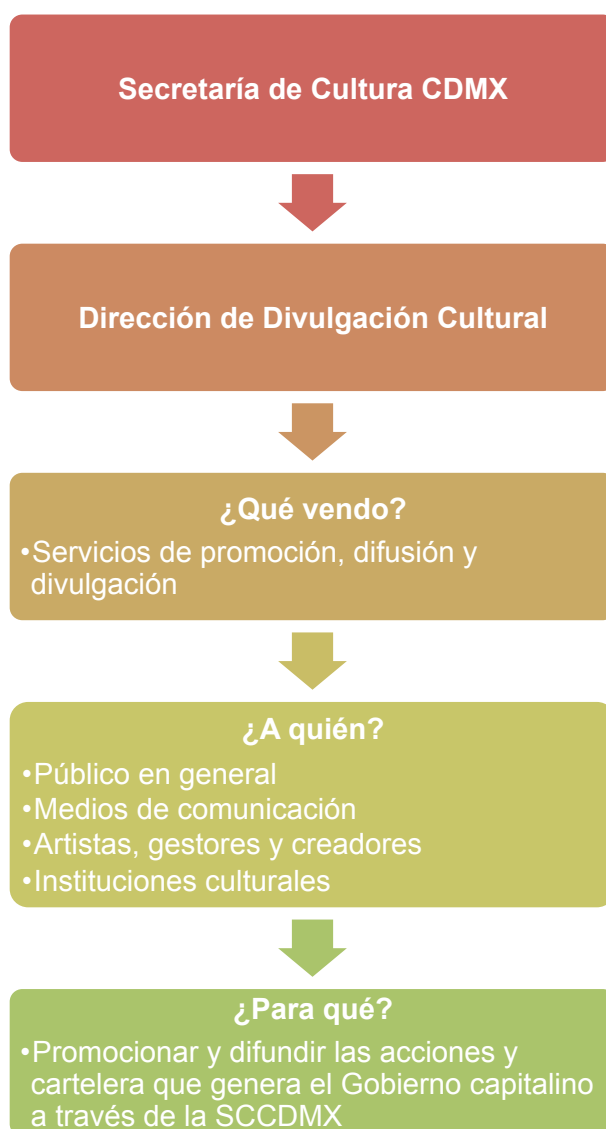 Secretaría de Cultura CDMX
Dirección de Divulgación Cultural
¿Qué vendo?
•Servicios de promoción, difusión y
divulgación
¿A quién?
•Público en general
•Medios de comunicación
•Artistas, gestores y creadores
•Instituciones culturales
¿Para qué?
•Promocionar y difundir las acciones y
cartelera que genera el Gobierno capitalino
a través de la SCCDMX